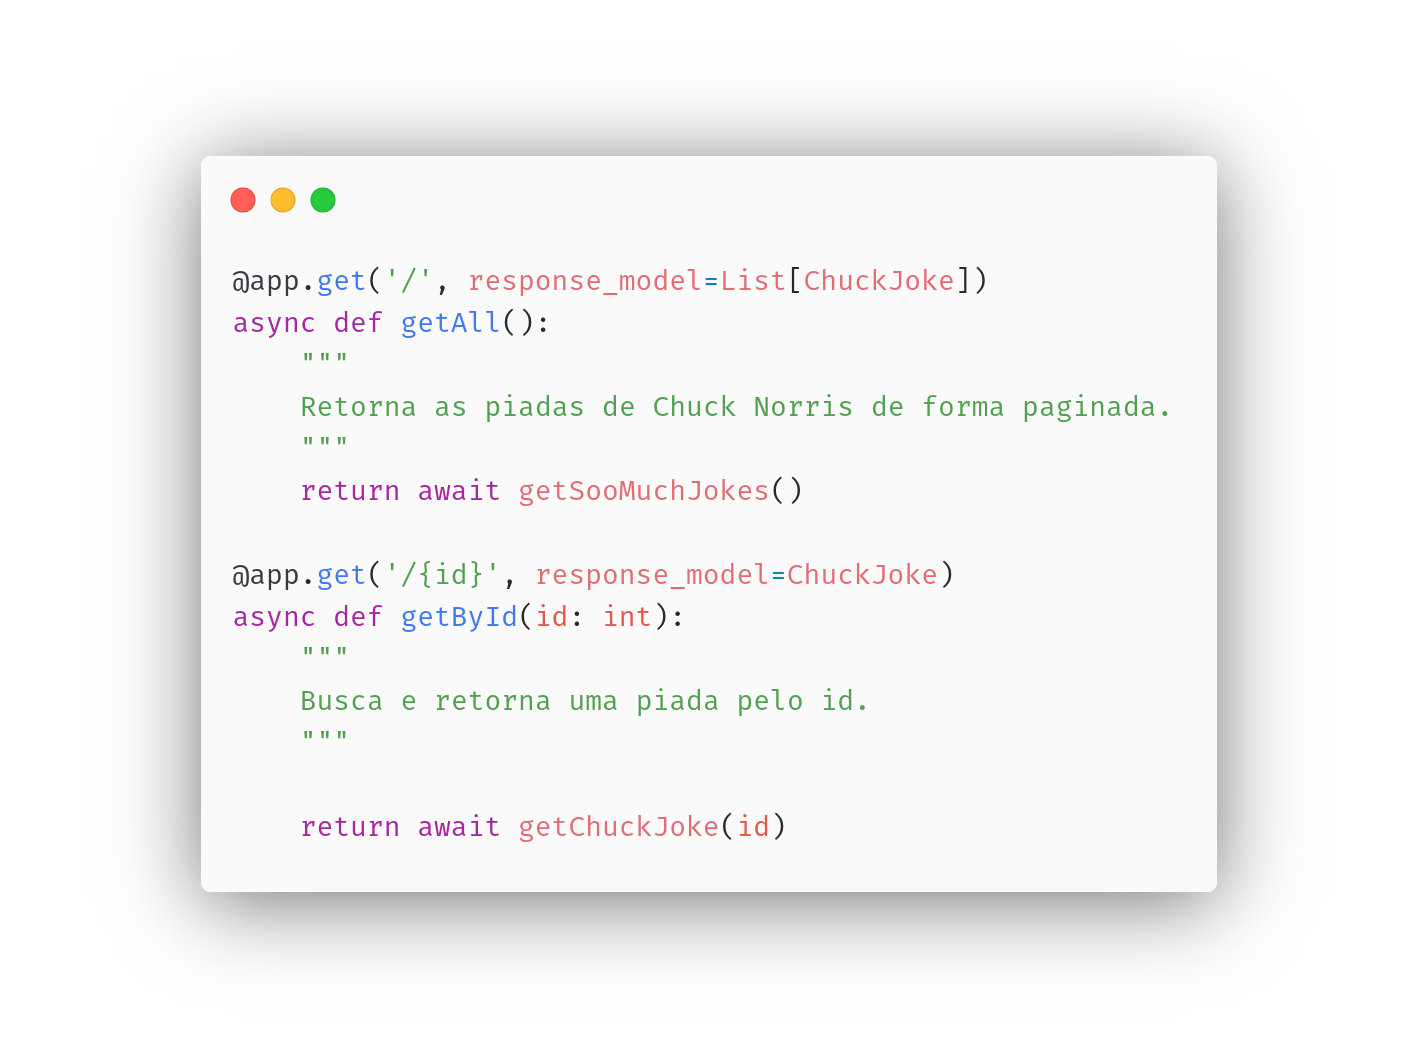 @app.get('/', response_model=List[ChuckJoke])
async def getAll():
    """
    Retorna as piadas de Chuck Norris de forma paginada.
    """
    return await getSooMuchJokes()

@app.get('/{id}', response_model=ChuckJoke)
async def getById(id: int):
    """
    Busca e retorna uma piada pelo id.
    """

    return await getChuckJoke(id)